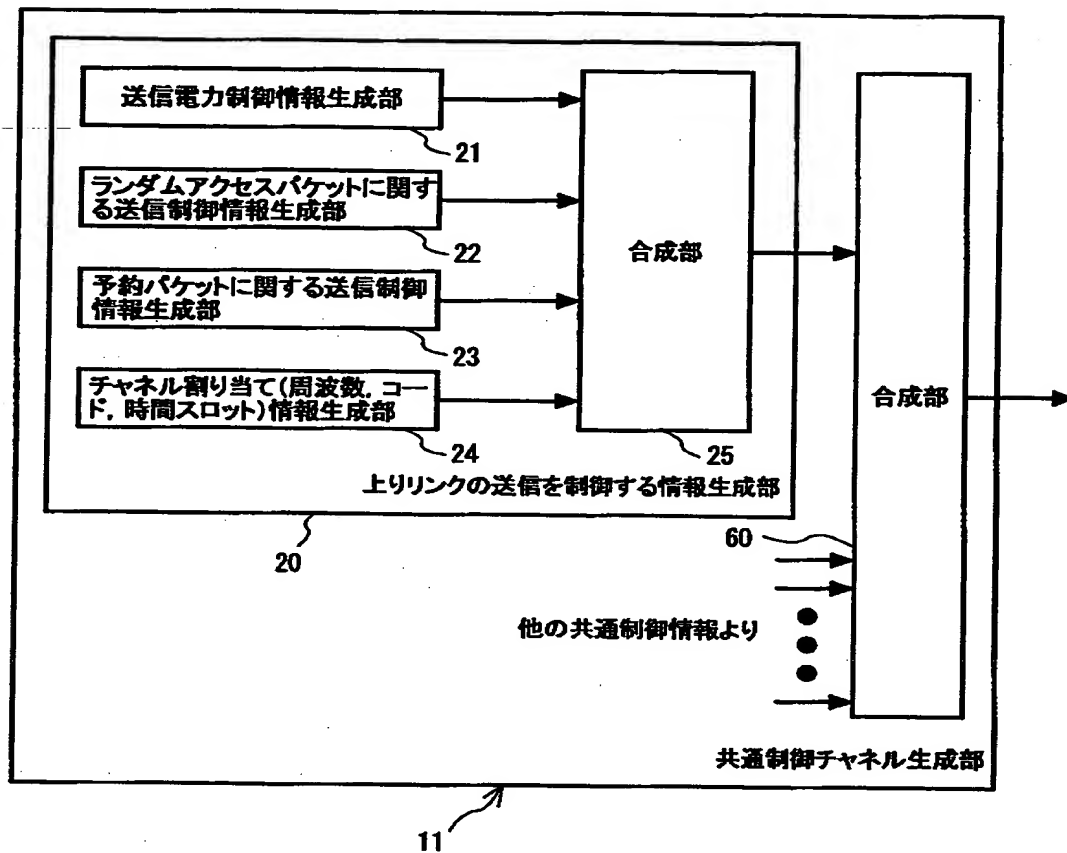 送信電力制御情報生成部
21
ランダムアクセスパケットに関す
る送信制御情報生成部
22
予約パケットに関する送信制御
情報生成部
23
チャネル割り当て(周波数,コー
ド,時間スロット)情報生成部
24
合成部
25
上りリンクの送信を制御する情報生成部
20
合成部
60
他の共通制御情報より
共通制御チャネル生成部
11